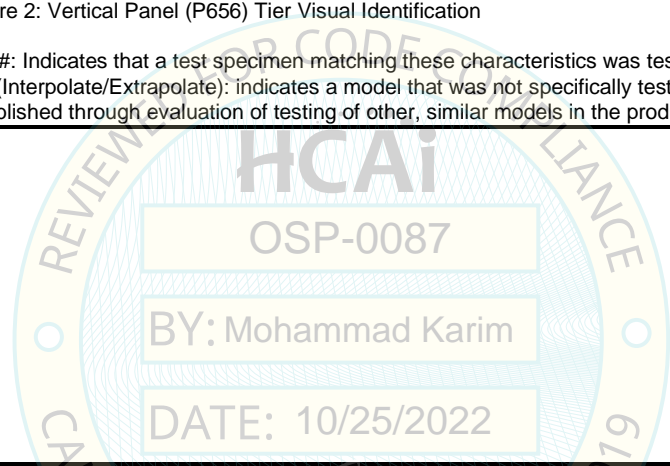 re 2: Vertical Panel (P656) Tier Visual Identification
#: Indicates that a test specimen matching these characteristics was tes
(Interpolate/Extrapolate): indicates a model that was not specifically test
blished through evaluation of testing of other, similar models in the prod
REVIEWED FOR CODE COMPLIANCE
HCAi
OSP-0087
BY: Mohammad Karim
DATE: 10/25/2022
CA
19